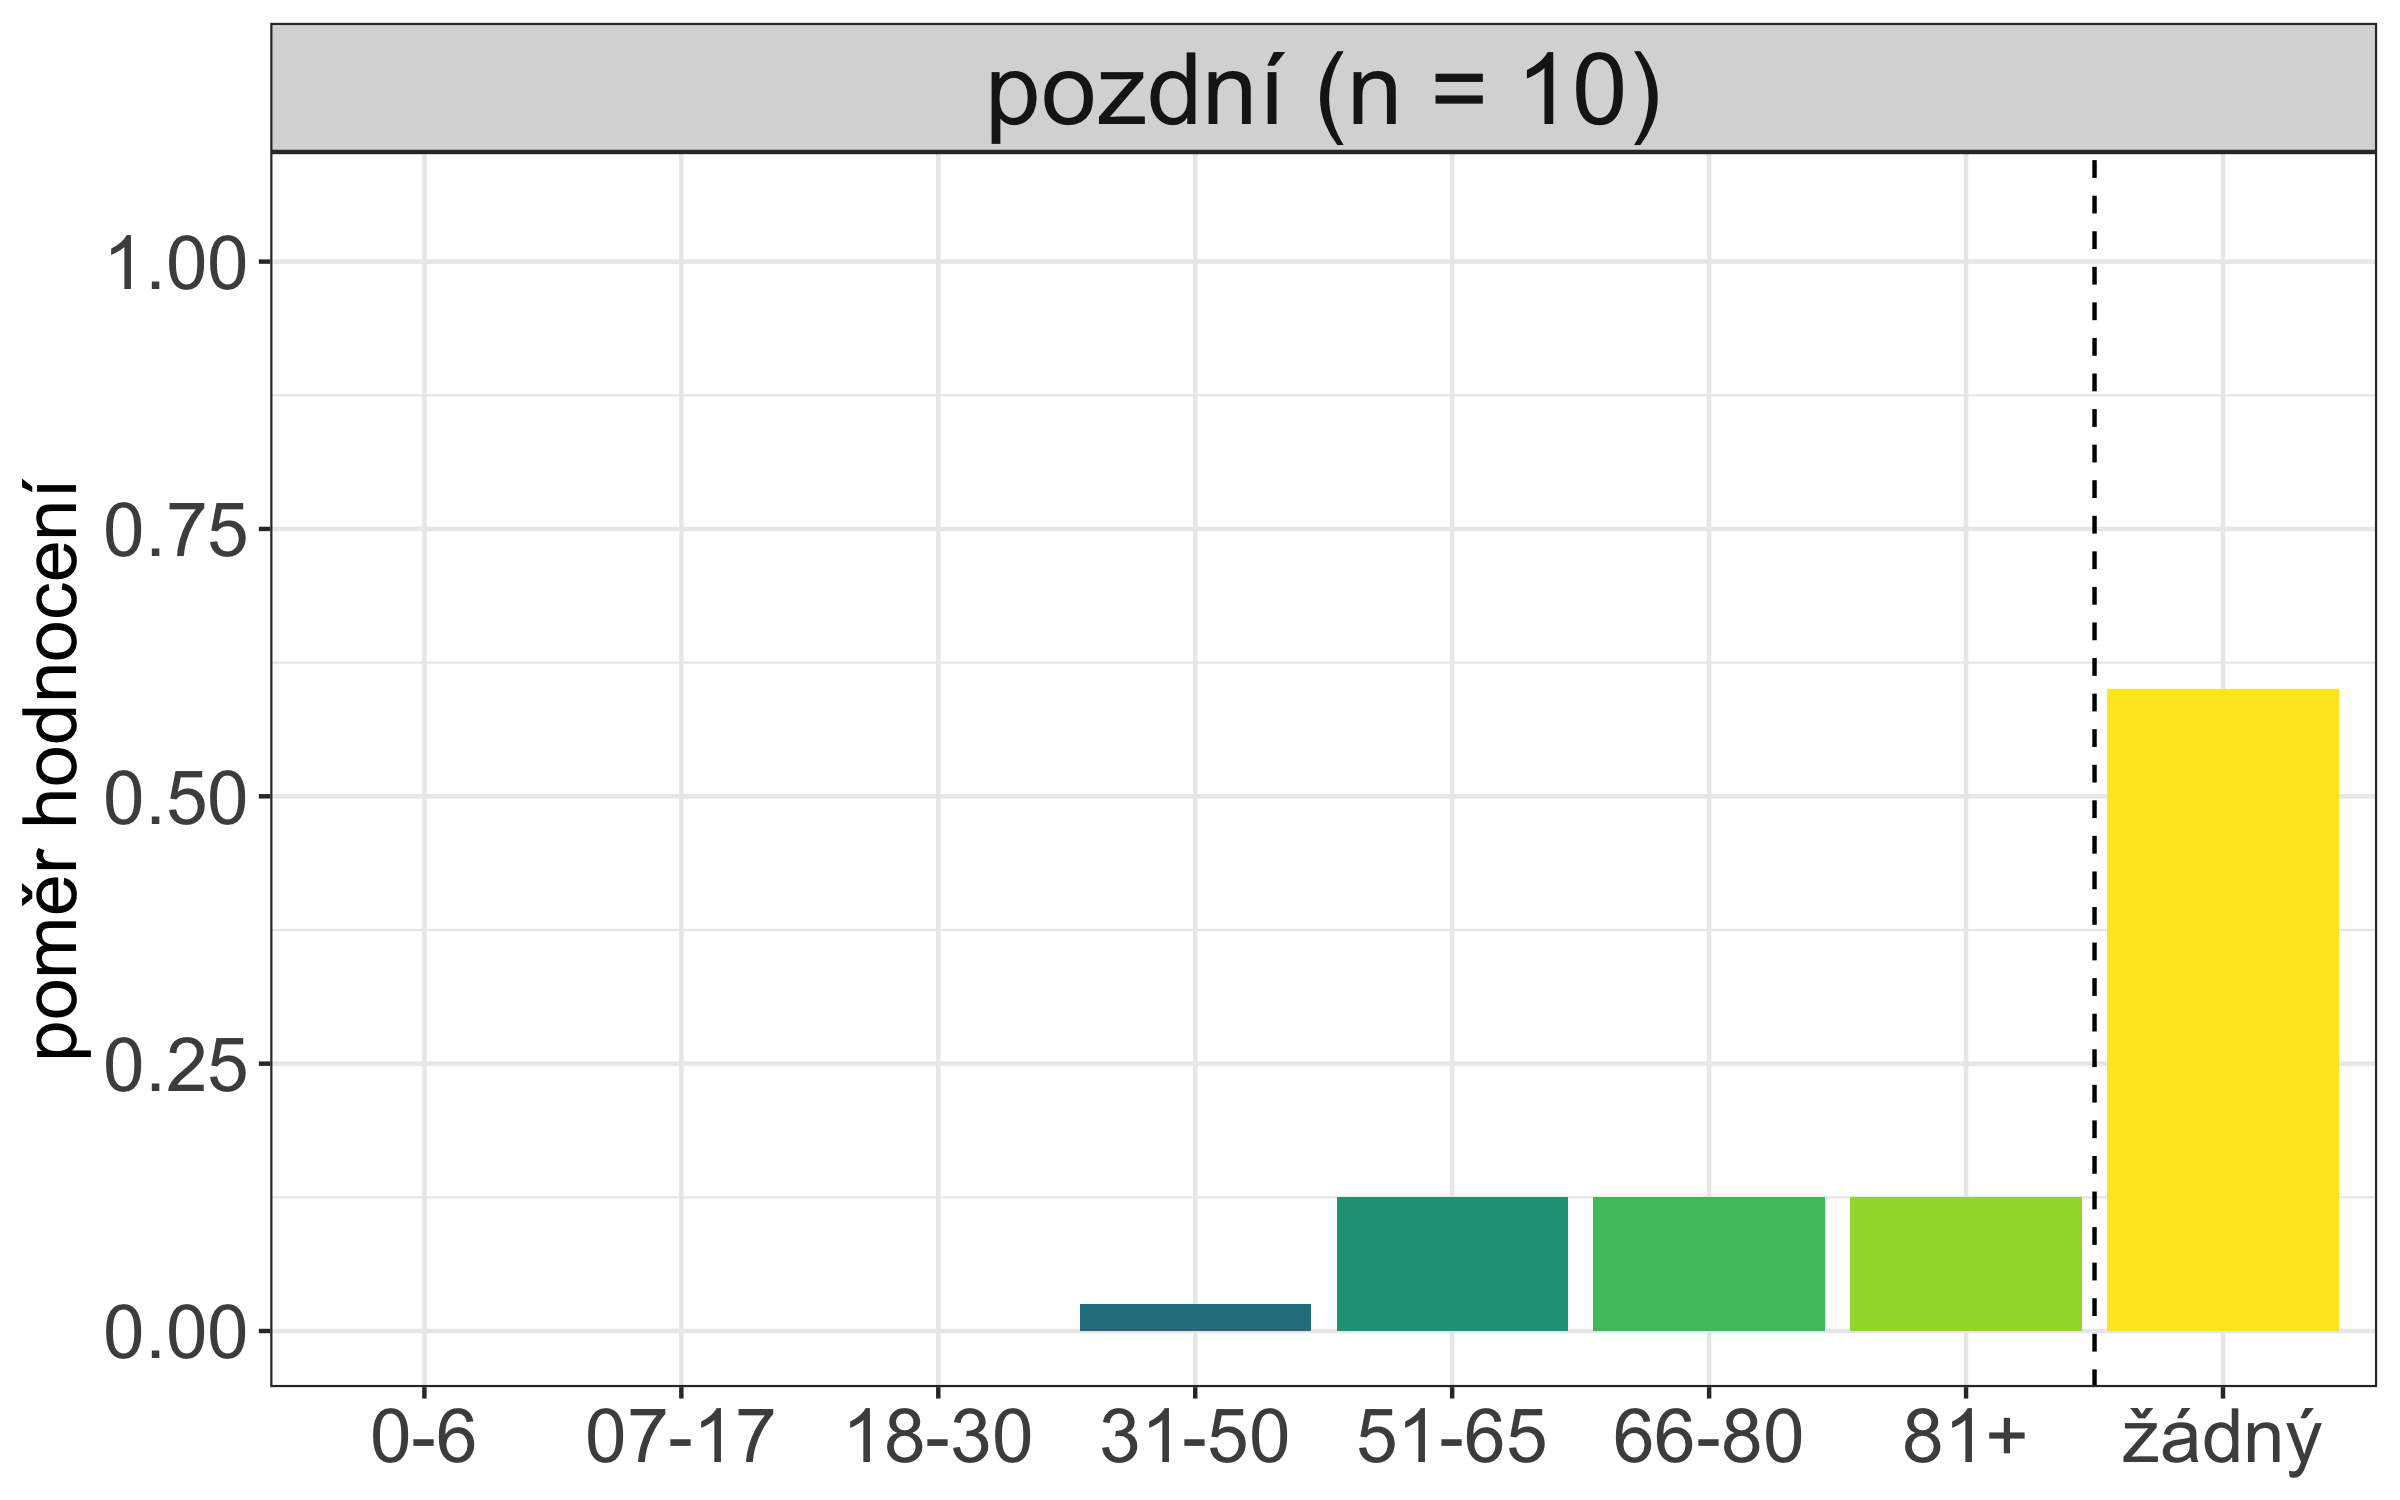 pozdní (n = 10)
poměr hodnocení
1.00
0.75
0.50
0.25
0.00
0-6 07-17 18-30 31-50 51-65 66-80 81+ žádný